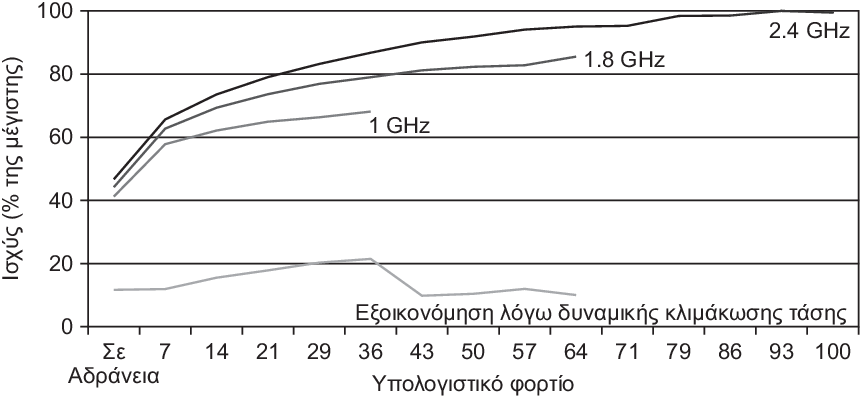 Ισχύς (% της μέγιστης)
100
80
60
40
20
0
2.4 GHz
1.8 GHz
1 GHz
Εξοικονόμηση λόγω δυναμικής κλιμάκωσης τάσης
Σε Αδράνεια
7 14 21 29 36 43 50 57 64 71 79 86 93 100
Υπολογιστικό φορτίο